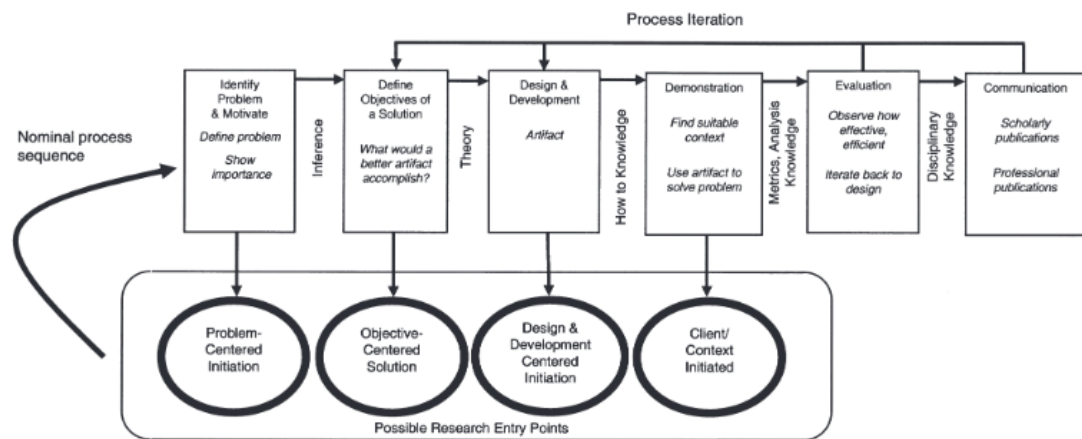 Process Iteration
Nominal process
sequence
Identify
Problem
& Motivate
Define problem
Show
importance
Inference
Define
Objectives of
a Solution
What would a
better artifact
accomplish?
Theory
Design &
Development
Artifact
How to Knowledge
Demonstration
Find suitable
context
Use artifact to
solve problem
Metrics, Analysis
Knowledge
Evaluation
Observe how
effective,
efficient
Iterate back to
design
Disciplinary
Knowledge
Communication
Scholarly
publications
Professional
publications
Problem-
Centered
Initiation
Objective-
Centered
Solution
Design &
Development
Centered
Initiation
Client/
Context
Initiated
Possible Research Entry Points